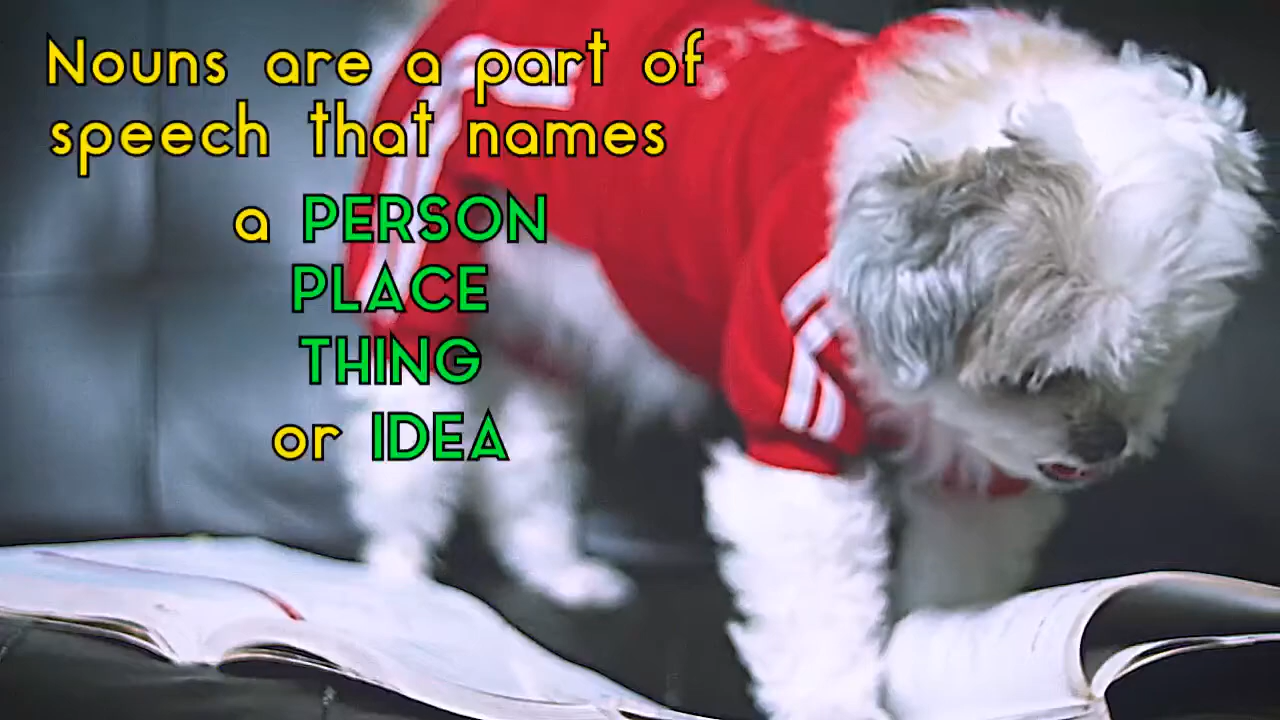 Nouns are a part of
speech that names
a PERSON
PLACE
THING
or IDEA